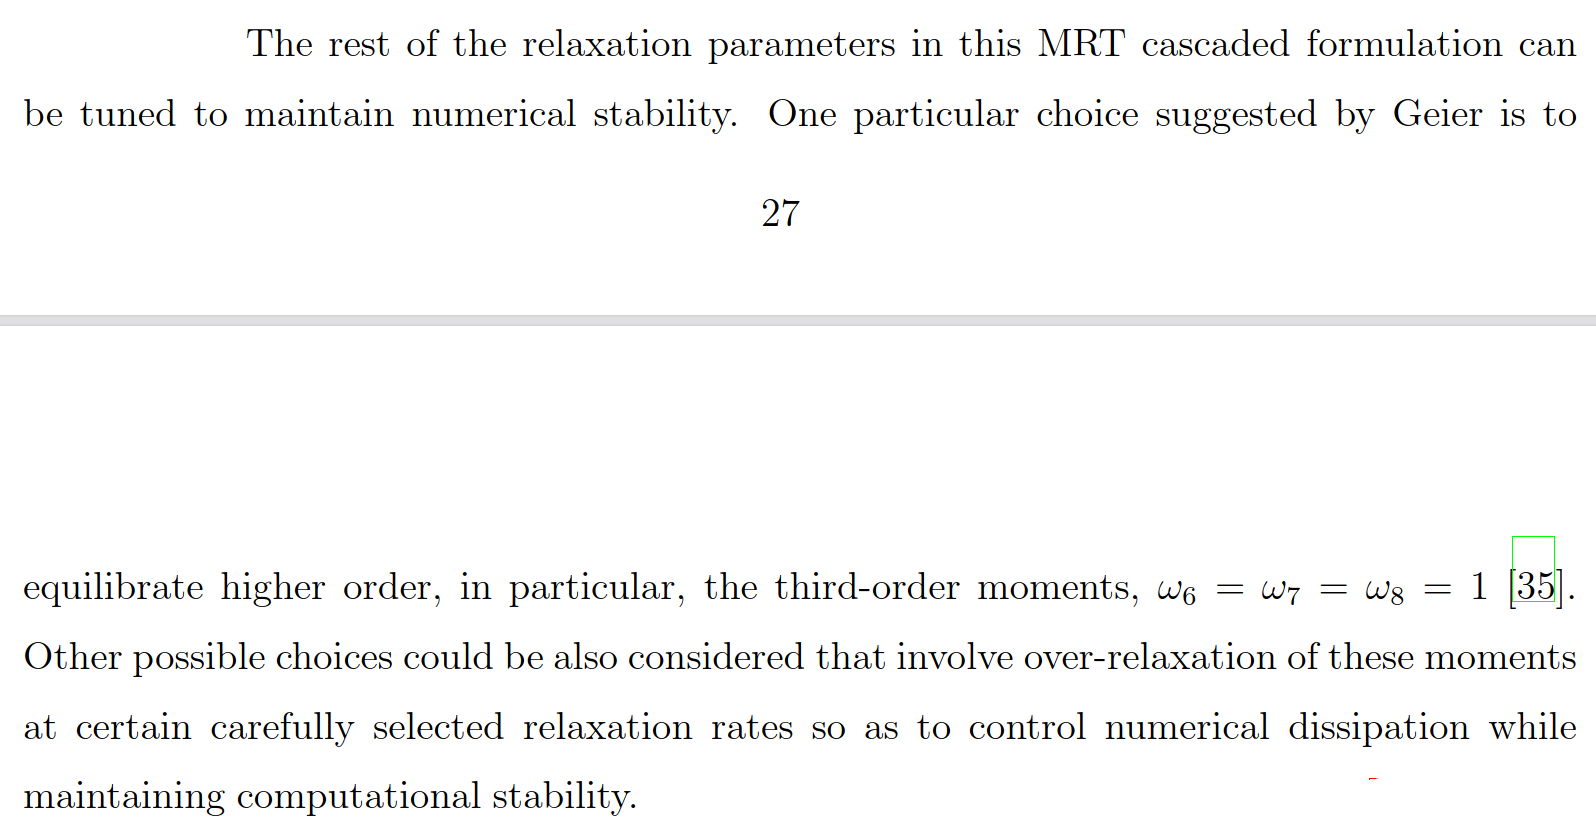 The rest of the relaxation parameters in this MRT cascaded formulation can
be tuned to maintain numerical stability. One particular choice suggested by Geier is to
27
equilibrate higher order, in particular, the third-order moments, ω₆ = ω₇ = ω₈ = 1 [35].
Other possible choices could be also considered that involve over-relaxation of these moments
at certain carefully selected relaxation rates so as to control numerical dissipation while
maintaining computational stability.